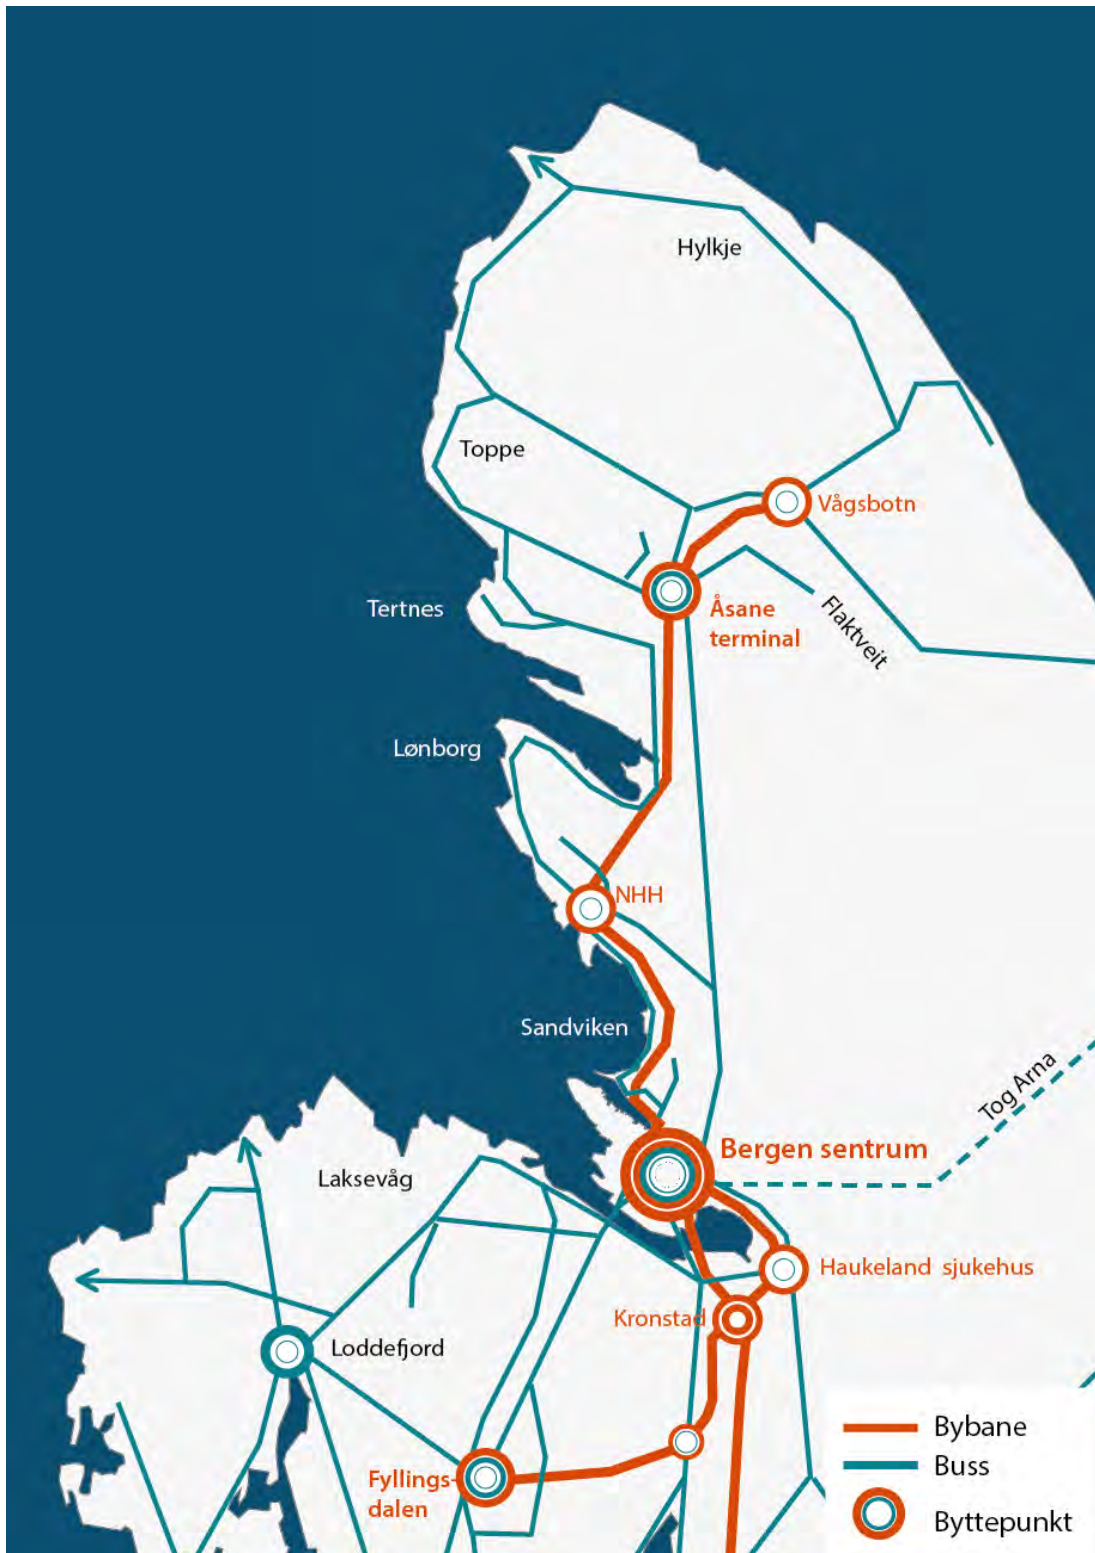 Hylkje
Toppe
Vågsbotn
Tertnes
Åsane
terminal
Flaktveit
Lønborg
NHH
Sandviken
Tog Arna
Bergen sentrum
Laksevåg
Haukeland sjukehus
Kronstad
Loddefjord
Fyllings-
dalen
Bybane
Buss
Byttepunkt